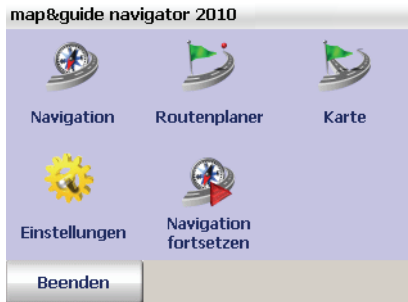 map&guide navigator 2010
Navigation
Routenplaner
Karte
Einstellungen
Navigation
fortsetzen
Beenden